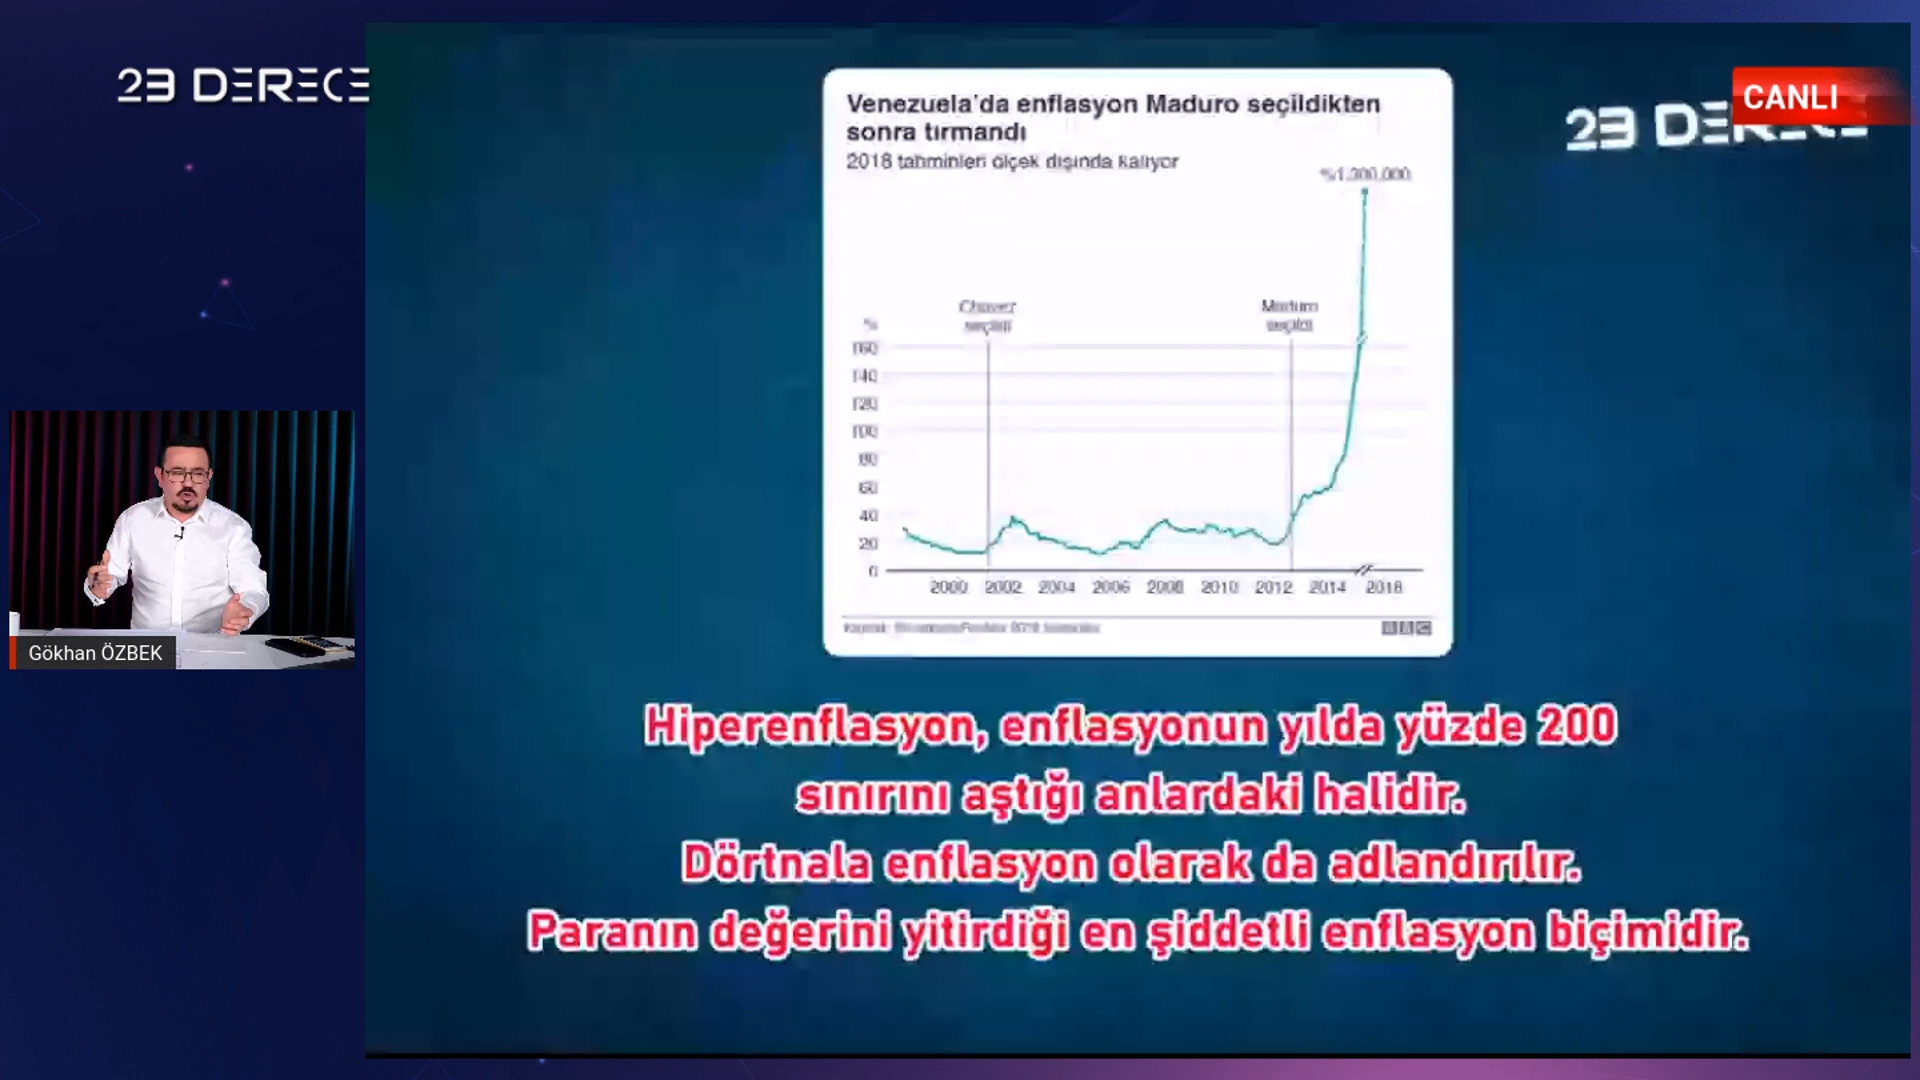 23 DERECE
CANLI
23 DERECE
Venezuela'da enflasyon Maduro seçildikten
sonra tırmandı
2018 tahminleri ölçek dışında kalıyor
%1.300.000
Chavez
seçildi
Maduro
seçildi
%
160
140
120
100
80
60
40
20
0
2000 2002 2004 2006 2008 2010 2012 2014 2018
BBC
Gökhan ÖZBEK
Hiperenflasyon, enflasyonun yılda yüzde 200
sınırını aştığı anlardaki halidir.
Dörtnala enflasyon olarak da adlandırılır.
Paranın değerini yitirdiği en şiddetli enflasyon biçimidir.